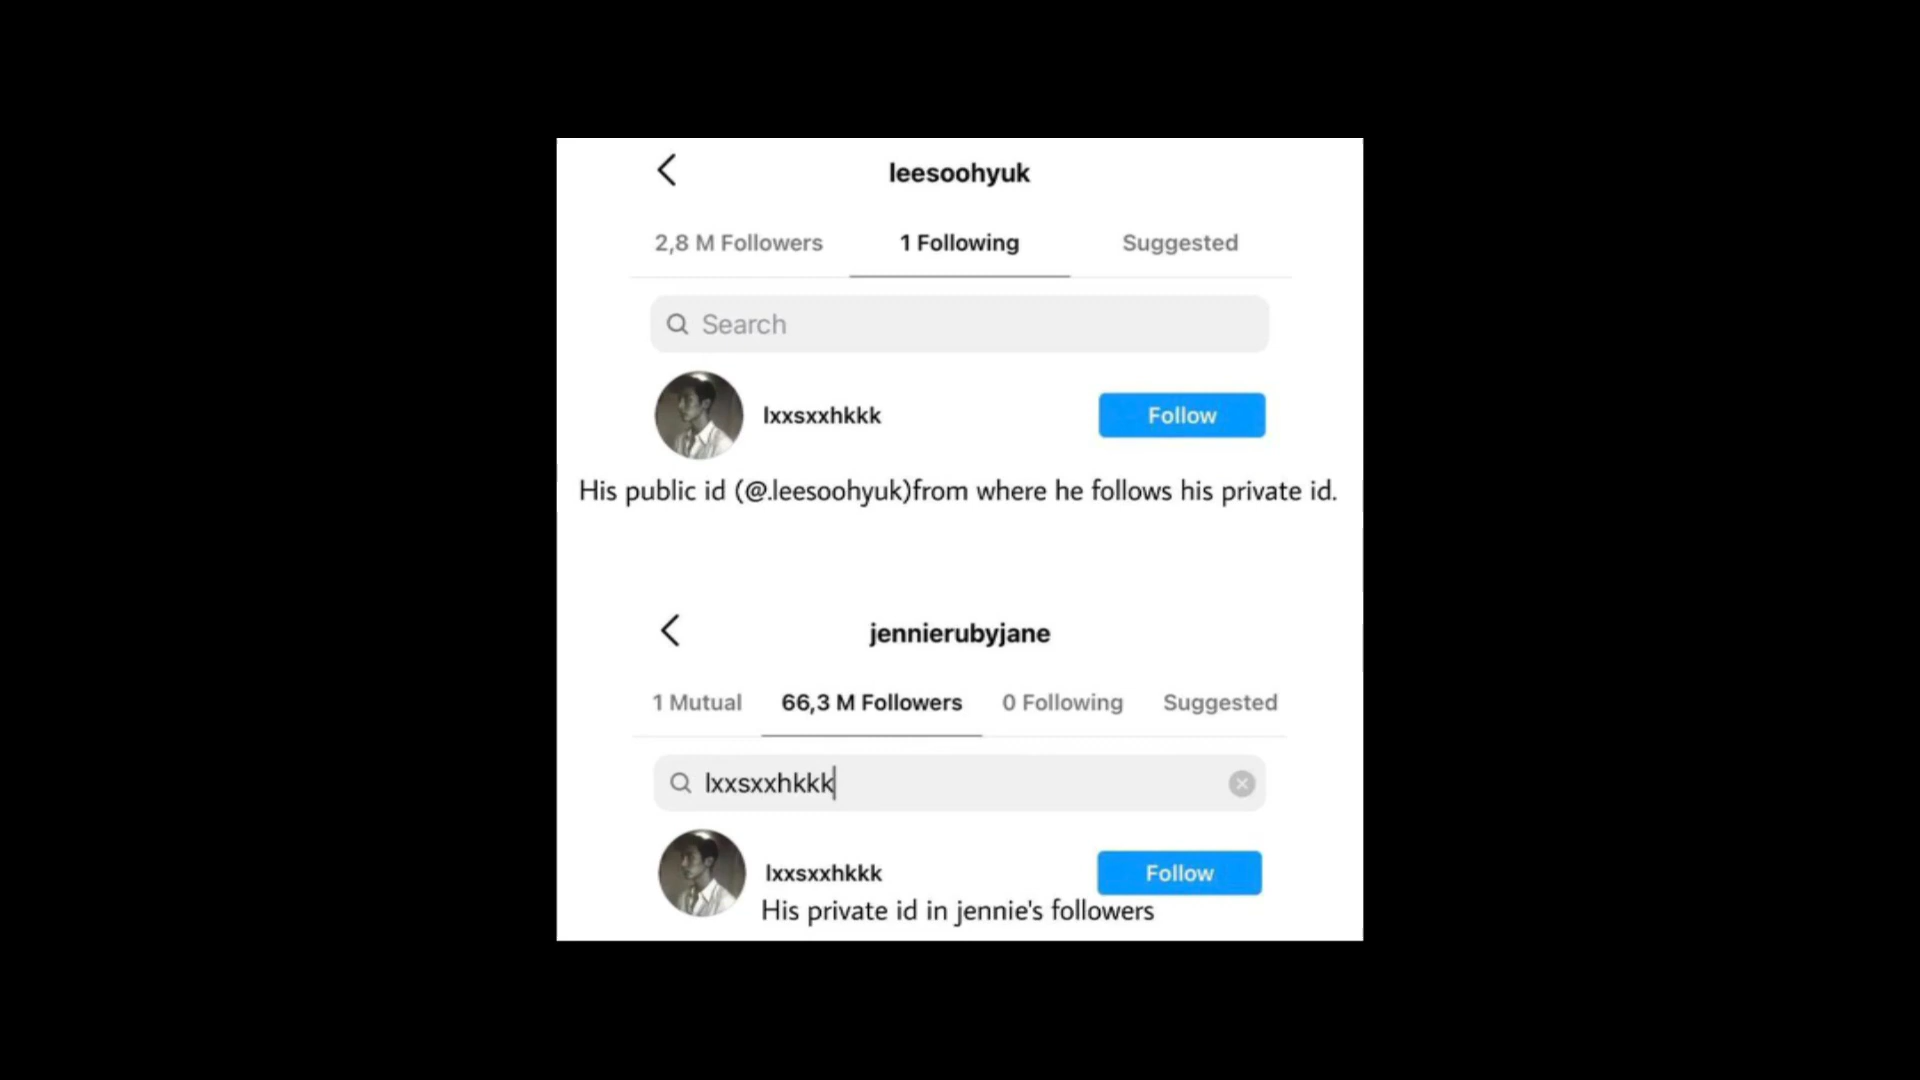 leesoohyuk
2,8 M Followers 1 Following Suggested
Search
lxxsxxhkkk Follow
His public id (@.leesoohyuk)from where he follows his private id.
jennierubyjane
1 Mutual 66,3 M Followers 0 Following Suggested
lxxsxxhkkk
lxxsxxhkkk Follow
His private id in jennie's followers